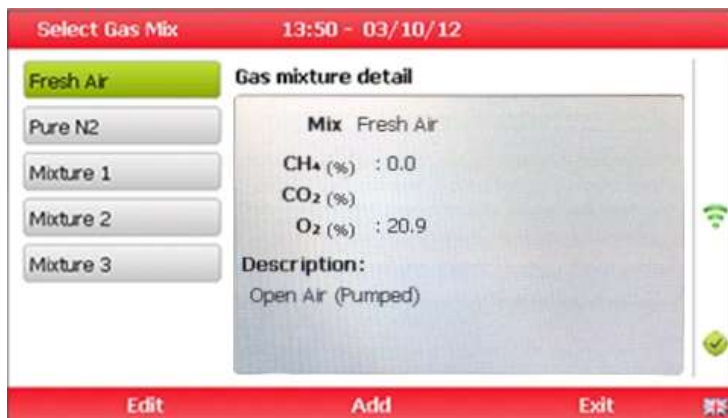 Select Gas Mix 13:50 - 03/10/12
Fresh Air
Pure N2
Mixture 1
Mixture 2
Mixture 3
Gas mixture detail
Mix Fresh Air
CH₄ (%) : 0.0
CO₂ (%)
O₂ (%) : 20.9
Description:
Open Air (Pumped)
Edit Add Exit